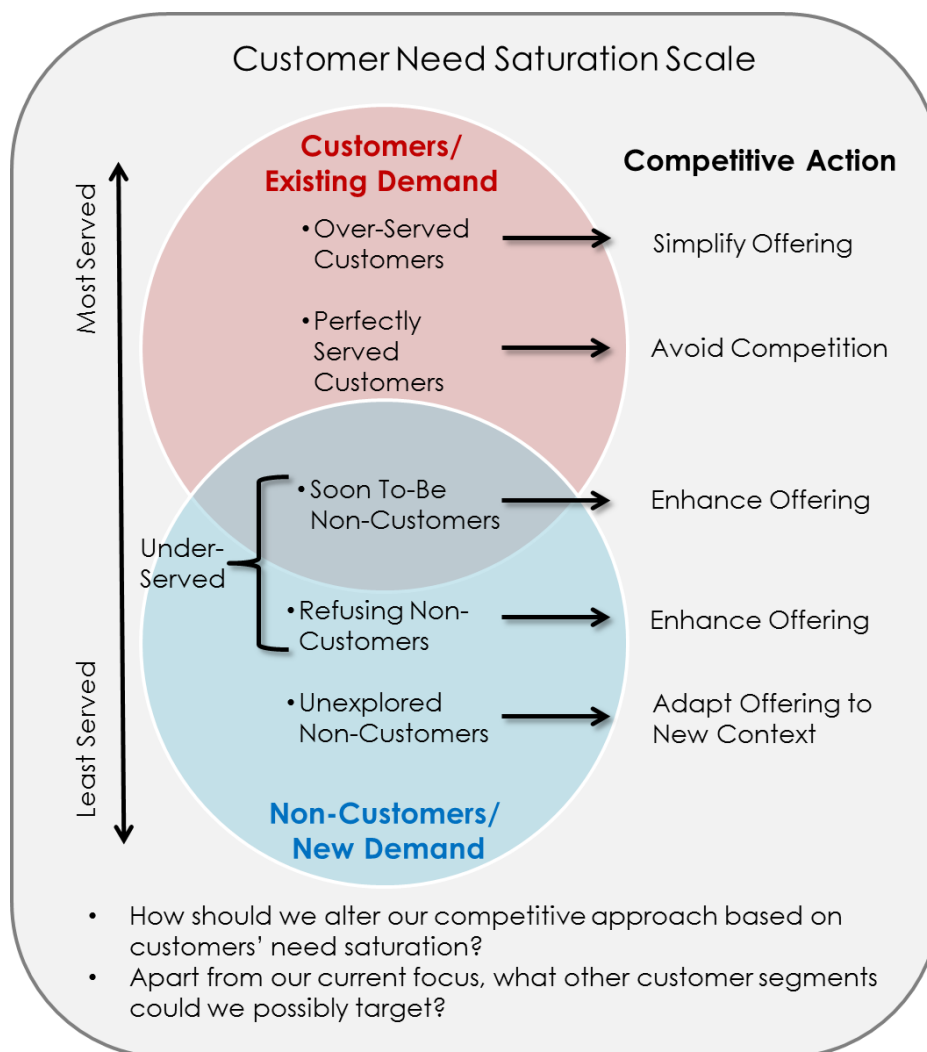 Customer Need Saturation Scale
Customers/
Existing Demand
Competitive Action
Most Served
• Over-Served
Customers
Simplify Offering
• Perfectly
Served
Customers
Avoid Competition
• Soon To-Be
Non-Customers
Enhance Offering
Under-
Served
• Refusing Non-
Customers
Enhance Offering
Least Served
• Unexplored
Non-Customers
Adapt Offering to
New Context
Non-Customers/
New Demand
• How should we alter our competitive approach based on
customers’ need saturation?
• Apart from our current focus, what other customer segments
could we possibly target?